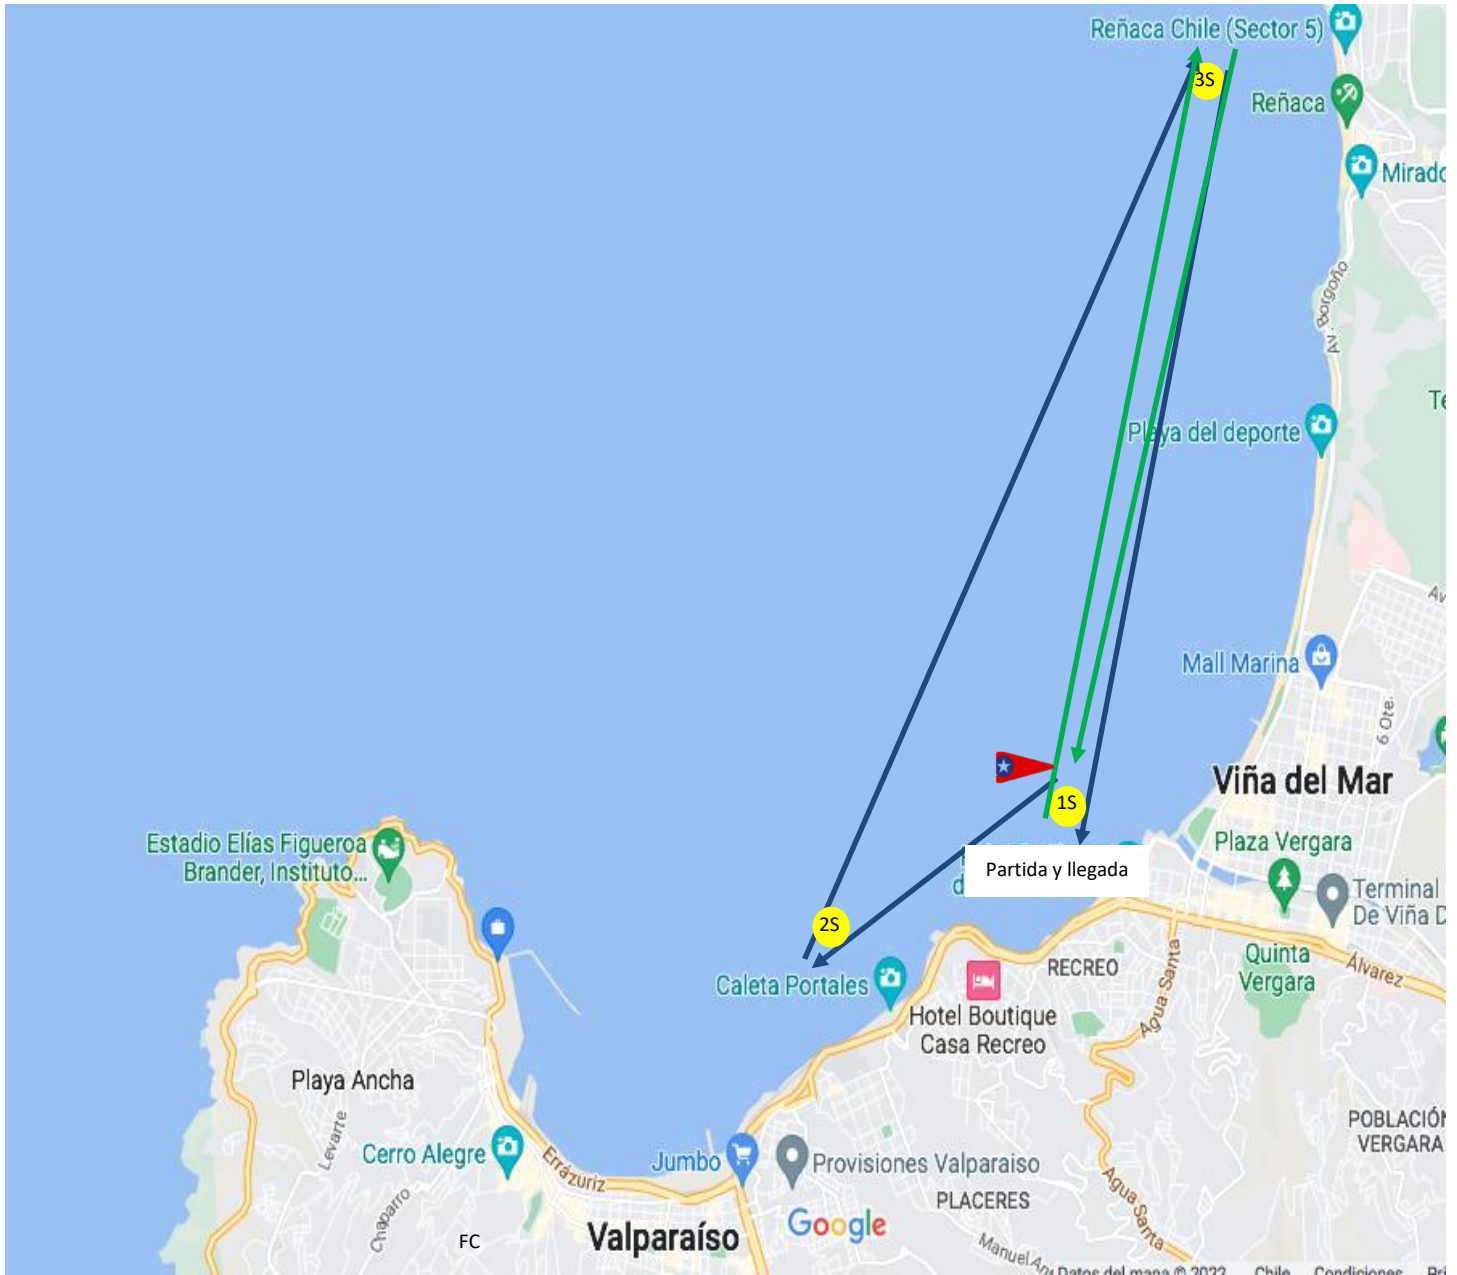 Reñaca Chile (Sector 5)
3S
Reñaca
Av. Borgoño
Playa del deporte
Mall Marina
6 Ote.
Viña del Mar
1S
Estadio Elías Figueroa
Brander, Instituto...
Plaza Vergara
Partida y llegada
Terminal
De Viña
2S
Quinta
Vergara
Álvarez
RECREO
Agua Santa
Caleta Portales
Hotel Boutique
Casa Recreo
Playa Ancha
Levarte
POBLACIÓN
VERGARA
Cerro Alegre
Errázuriz
Jumbo
Provisiones Valparaiso
PLACERES
Agua Santa
Chaparro
FC
Valparaíso
Google
Manuel
Datos del mapa © 2022 Chile Condiciones